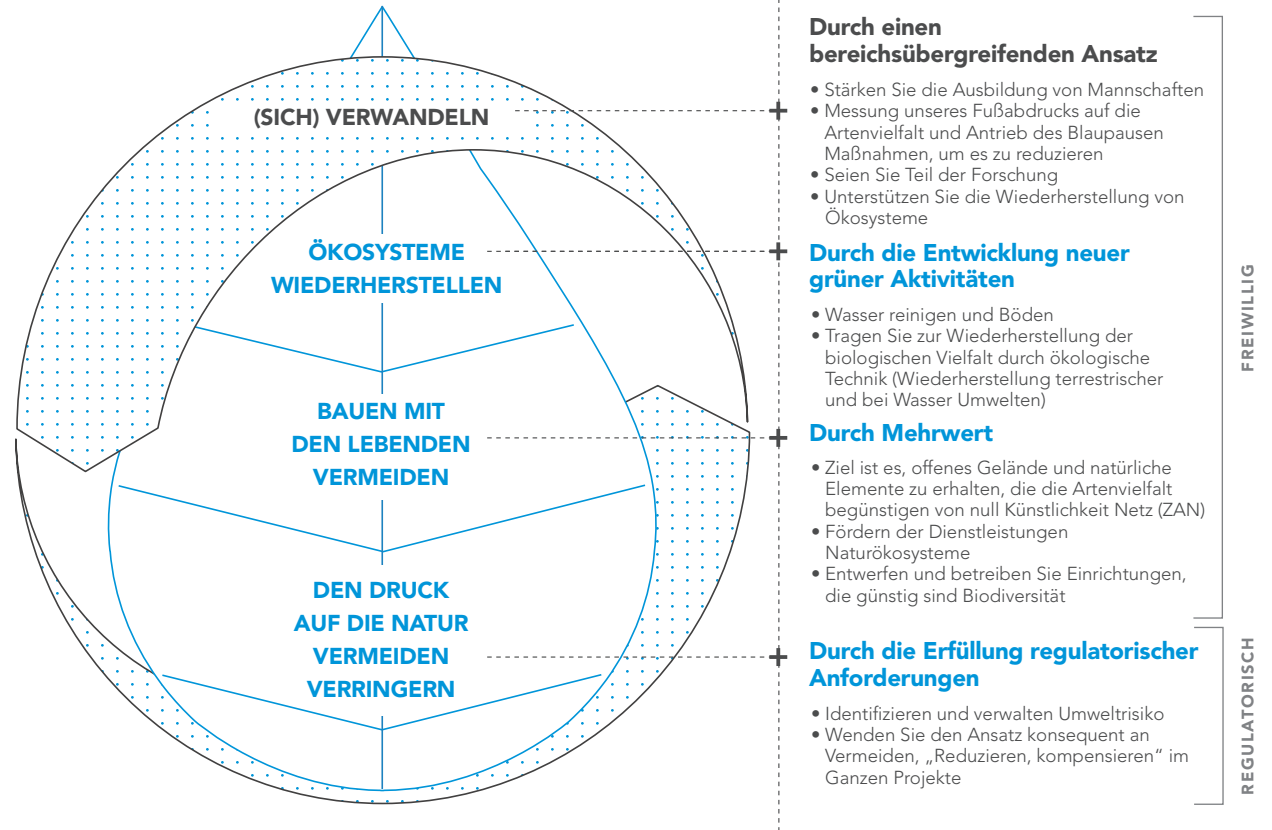 (SICH) VERWANDELN
ÖKOSYSTEME
WIEDERHERSTELLEN
BAUEN MIT
DEN LEBENDEN
VERMEIDEN
DEN DRUCK
AUF DIE NATUR
VERMEIDEN
VERRINGERN
Durch einen
bereichsübergreifenden Ansatz
• Stärken Sie die Ausbildung von Mannschaften
• Messung unseres Fußabdrucks auf die
Artenvielfalt und Antrieb des Blaupausen
Maßnahmen, um es zu reduzieren
• Seien Sie Teil der Forschung
• Unterstützen Sie die Wiederherstellung von
Ökosysteme
Durch die Entwicklung neuer
grüner Aktivitäten
• Wasser reinigen und Böden
• Tragen Sie zur Wiederherstellung der
biologischen Vielfalt durch ökologische
Technik (Wiederherstellung terrestrischer
und bei Wasser Umwelten)
Durch Mehrwert
• Ziel ist es, offenes Gelände und natürliche
Elemente zu erhalten, die die Artenvielfalt
begünstigen von null Künstlichkeit Netz (ZAN)
• Fördern der Dienstleistungen
Naturökosysteme
• Entwerfen und betreiben Sie Einrichtungen,
die günstig sind Biodiversität
FREIWILLIG
Durch die Erfüllung regulatorischer
Anforderungen
• Identifizieren und verwalten Umweltrisiko
• Wenden Sie den Ansatz konsequent an
Vermeiden, „Reduzieren, kompensieren“ im
Ganzen Projekte
REGULATORISCH